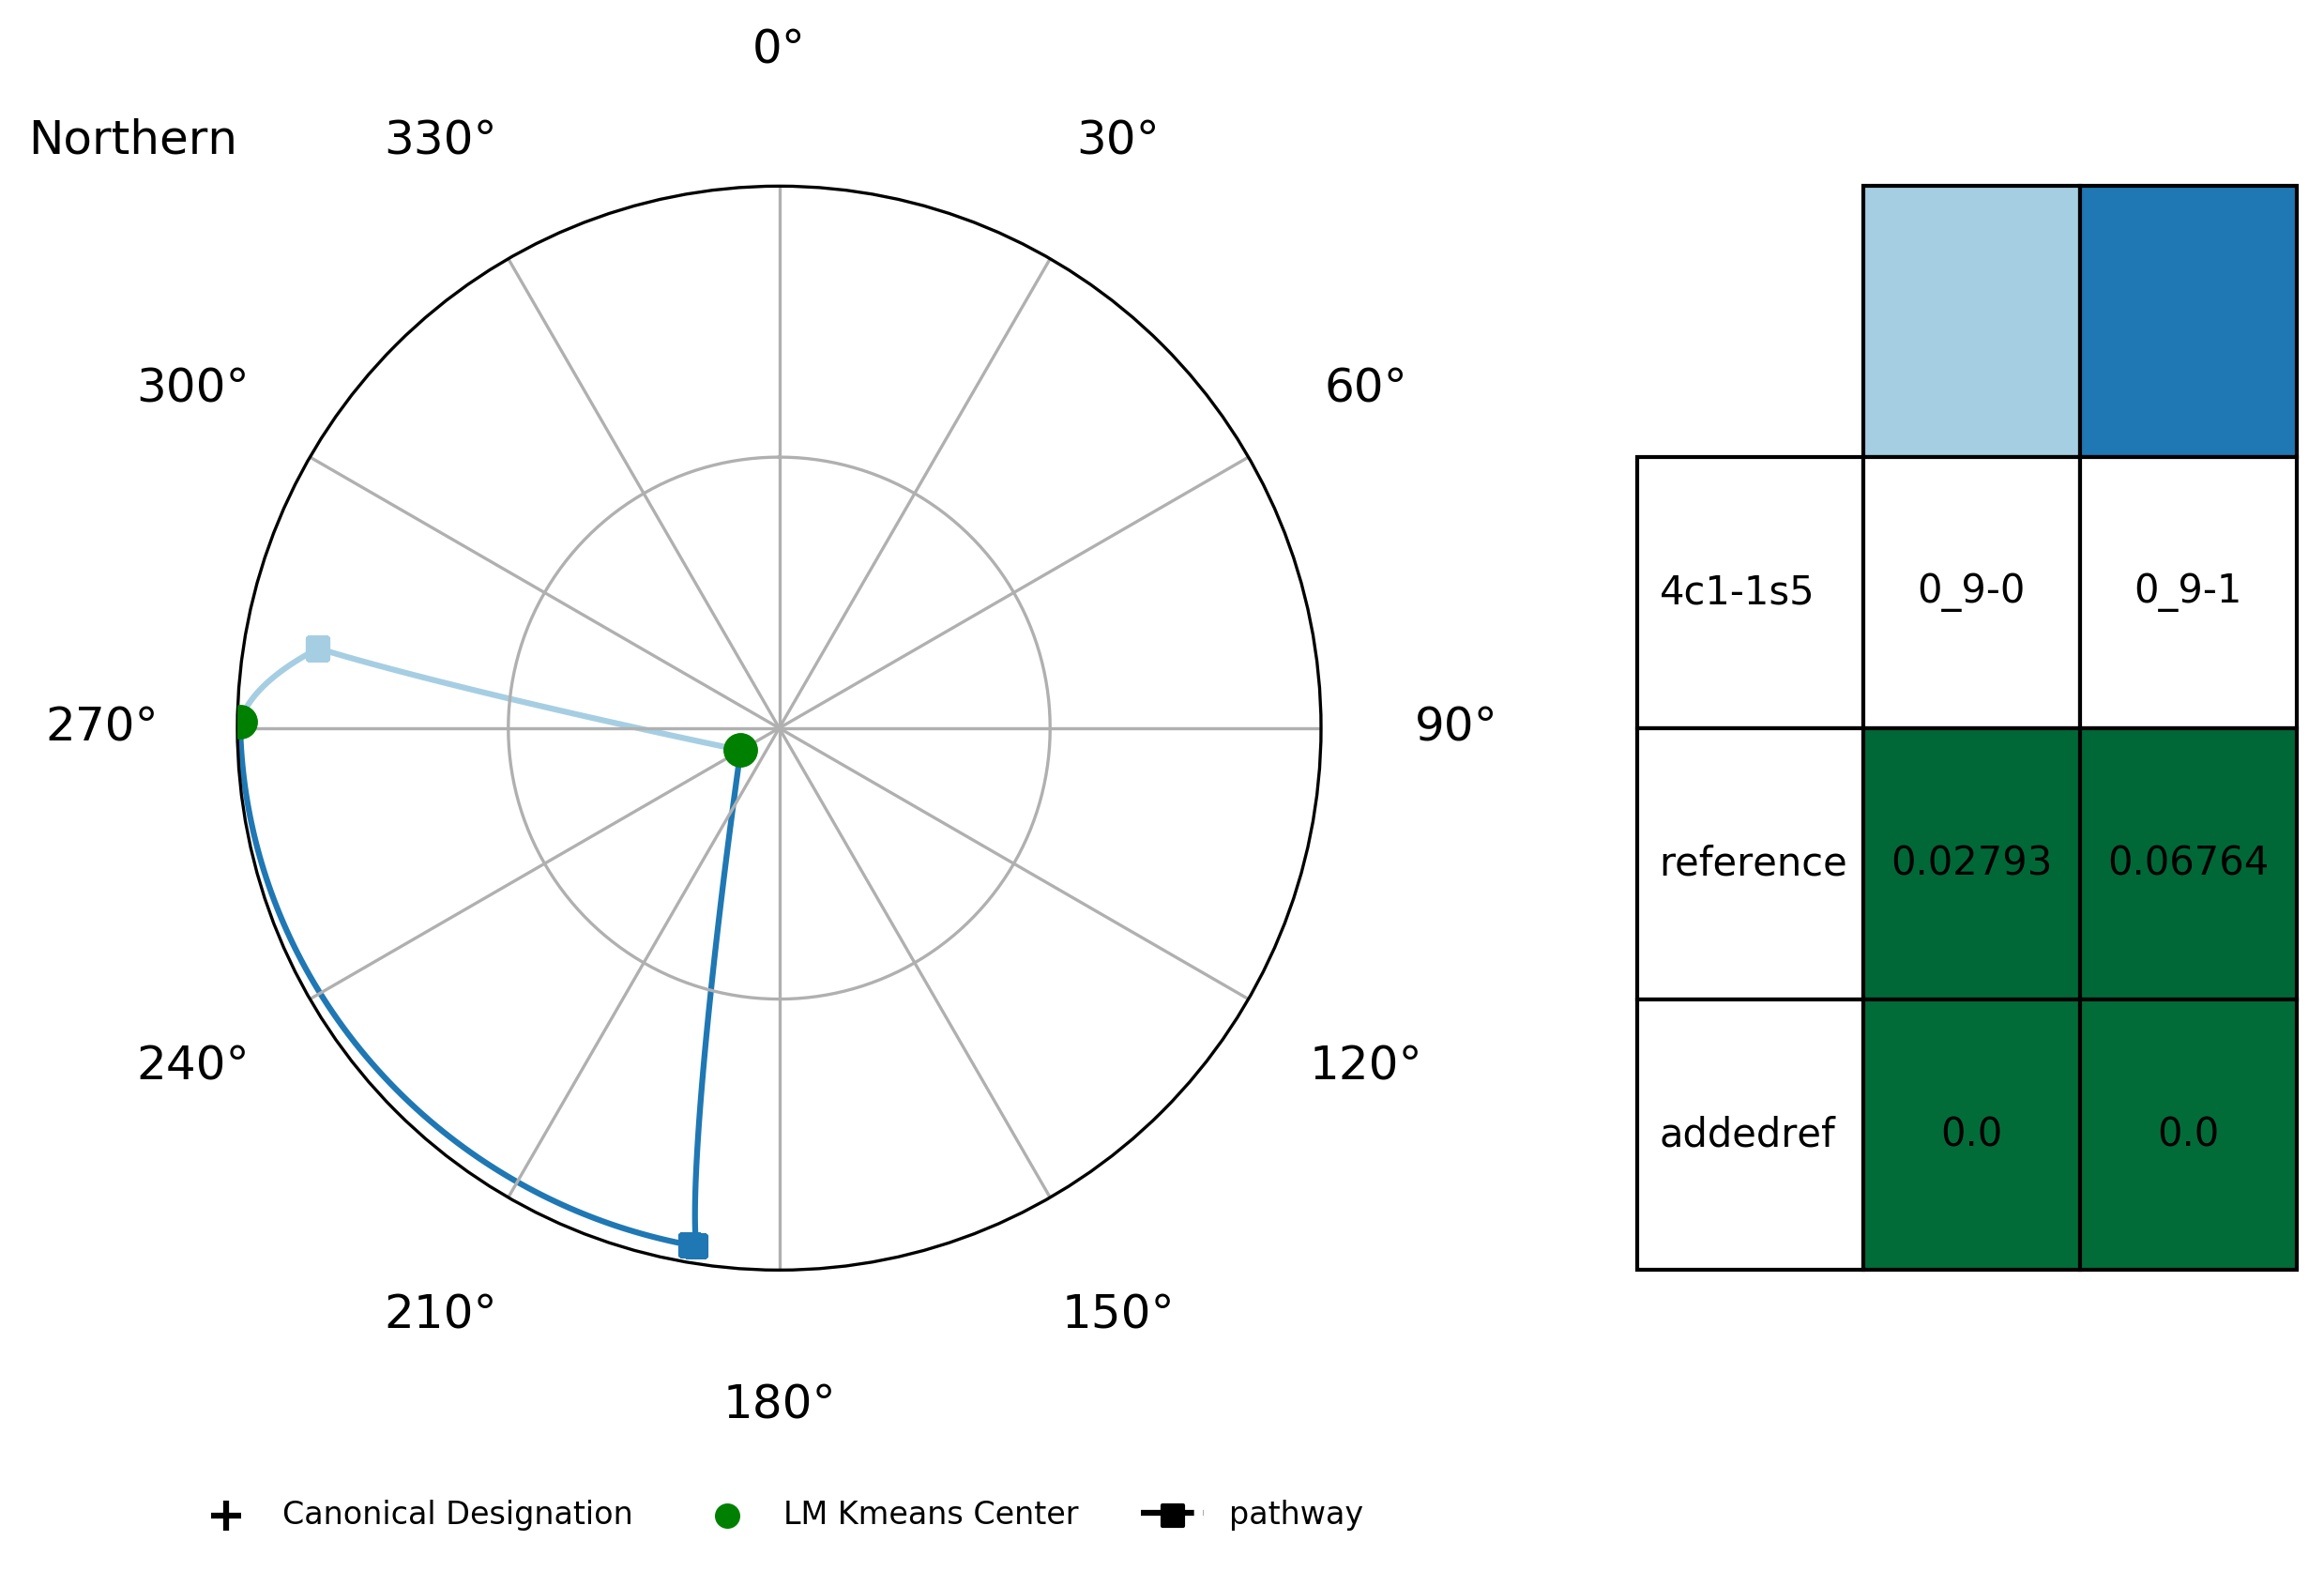 0°
Northern 330° 30°
300° 60°
4c1-1s5 0_9-0 0_9-1
270° 90°
reference 0.02793 0.06764
240° 120°
addedref 0.0 0.0
210° 150°
180°
Canonical Designation LM Kmeans Center pathway